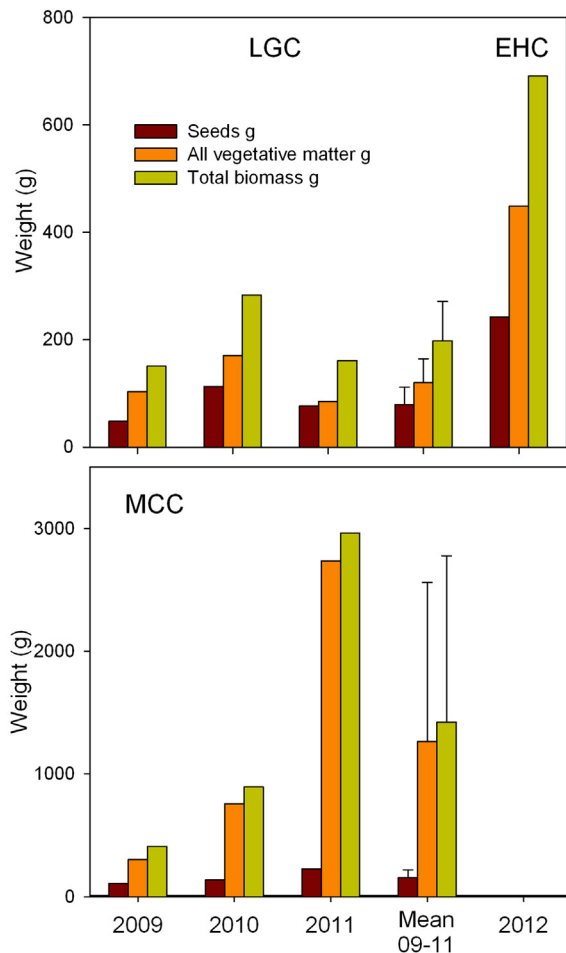 800
LGC
EHC
Seeds g
All vegetative matter g
Total biomass g
600
400
200
0
Weight (g)
MCC
3000
2000
1000
0
Weight (g)
2009
2010
2011
Mean
09-11
2012